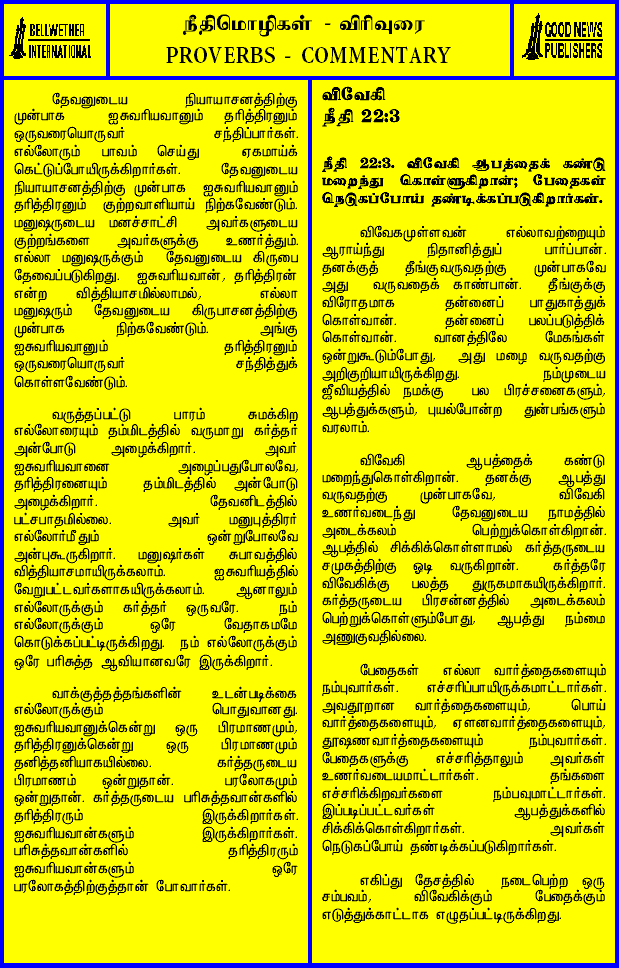 BELLWETHER
INTERNATIONAL
நீதிமொழிகள் - விரிவுரை
PROVERBS - COMMENTARY
GOOD NEWS
PUBLISHERS
தேவனுடைய நியாயாசனத்திற்கு
முன்பாக ஐசுவரியவானும் தரித்திரனும்
ஒருவரையொருவர் சந்திப்பார்கள்.
எல்லோரும் பாவம் செய்து ஏகமாய்க்
கெட்டுப்போயிருக்கிறார்கள். தேவனுடைய
நியாயாசனத்திற்கு முன்பாக ஐசுவரியவானும்
தரித்திரனும் குற்றவாளியாய் நிற்கவேண்டும்.
மனுஷருடைய மனச்சாட்சி அவர்களுடைய
குற்றங்களை அவர்களுக்கு உணர்த்தும்.
எல்லா மனுஷருக்கும் தேவனுடைய கிருபை
தேவைப்படுகிறது. ஐசுவரியவான், தரித்திரன்
என்ற வித்தியாசமில்லாமல், எல்லா
மனுஷரும் தேவனுடைய கிருபாசனத்திற்கு
முன்பாக நிற்கவேண்டும். அங்கு
ஐசுவரியவானும் தரித்திரனும்
ஒருவரையொருவர் சந்தித்துக்
கொள்ளவேண்டும்.
வருத்தப்பட்டு பாரம் சுமக்கிற
எல்லோரையும் தம்மிடத்தில் வருமாறு கர்த்தர்
அன்போடு அழைக்கிறார். அவர்
ஐசுவரியவானை அழைப்பதுபோலவே,
தரித்திரனையும் தம்மிடத்தில் அன்போடு
அழைக்கிறார். தேவனிடத்தில்
பட்சபாதமில்லை. அவர் மனுபுத்திரர்
எல்லோர்மீதும் ஒன்றுபோலவே
அன்புகூருகிறார். மனுஷர்கள் சுபாவத்தில்
வித்தியாசமாயிருக்கலாம். ஐசுவரியத்தில்
வேறுபட்டவர்களாகயிருக்கலாம். ஆனாலும்
எல்லோருக்கும் கர்த்தர் ஒருவரே. நம்
எல்லோருக்கும் ஒரே வேதாகமமே
கொடுக்கப்பட்டிருக்கிறது. நம் எல்லோருக்கும்
ஒரே பரிசுத்த ஆவியானவரே இருக்கிறார்.
வாக்குத்தத்தங்களின் உடன்படிக்கை
எல்லோருக்கும் பொதுவானது.
ஐசுவரியவானுக்கென்று ஒரு பிரமாணமும்,
தரித்திரனுக்கென்று ஒரு பிரமாணமும்
தனித்தனியாகயில்லை. கர்த்தருடைய
பிரமாணம் ஒன்றுதான். பரலோகமும்
ஒன்றுதான். கர்த்தருடைய பரிசுத்தவான்களில்
தரித்திரரும் இருக்கிறார்கள்.
ஐசுவரியவான்களும் இருக்கிறார்கள்.
பரிசுத்தவான்களில் தரித்திரரும்
ஐசுவரியவான்களும் ஒரே
பரலோகத்திற்குத்தான் போவார்கள்.
விவேகி
நீதி 22:3
நீதி 22:3. விவேகி ஆபத்தைக் கண்டு
மறைந்து கொள்ளுகிறான்; பேதைகள்
நெடுகப்போய் தண்டிக்கப்படுகிறார்கள்.
விவேகமுள்ளவன் எல்லாவற்றையும்
ஆராய்ந்து நிதானித்துப் பார்ப்பான்.
தனக்குத் தீங்குவருவதற்கு முன்பாகவே
அது வருவதைக் காண்பான். தீங்குக்கு
விரோதமாக தன்னைப் பாதுகாத்துக்
கொள்வான். தன்னைப் பலப்படுத்திக்
கொள்வான். வானத்திலே மேகங்கள்
ஒன்றுகூடும்போது, அது மழை வருவதற்கு
அறிகுறியாயிருக்கிறது. நம்முடைய
ஜீவியத்தில் நமக்கு பல பிரச்சனைகளும்,
ஆபத்துக்களும், புயல்போன்ற துன்பங்களும்
வரலாம்.
விவேகி ஆபத்தைக் கண்டு
மறைந்துகொள்கிறான். தனக்கு ஆபத்து
வருவதற்கு முன்பாகவே, விவேகி
உணர்வடைந்து தேவனுடைய நாமத்தில்
அடைக்கலம் பெற்றுக்கொள்கிறான்.
ஆபத்தில் சிக்கிக்கொள்ளாமல் கர்த்தருடைய
சமுகத்திற்கு ஓடி வருகிறான். கர்த்தரே
விவேகிக்கு பலத்த துருகமாகயிருக்கிறார்.
கர்த்தருடைய பிரசன்னத்தில் அடைக்கலம்
பெற்றுக்கொள்ளும்போது, ஆபத்து நம்மை
அணுகுவதில்லை.
பேதைகள் எல்லா வார்த்தைகளையும்
நம்புவார்கள். எச்சரிப்பாயிருக்கமாட்டார்கள்.
அவதூறான வார்த்தைகளையும், பொய்
வார்த்தைகளையும், ஏளனவார்த்தைகளையும்,
தூஷணவார்த்தைகளையும் நம்புவார்கள்.
பேதைகளுக்கு எச்சரித்தாலும் அவர்கள்
உணர்வடையமாட்டார்கள். தங்களை
எச்சரிக்கிறவர்களை நம்பவுமாட்டார்கள்.
இப்படிப்பட்டவர்கள் ஆபத்துக்களில்
சிக்கிக்கொள்கிறார்கள். அவர்கள்
நெடுகப்போய் தண்டிக்கப்படுகிறார்கள்.
எகிப்து தேசத்தில் நடைபெற்ற ஒரு
சம்பவம், விவேகிக்கும் பேதைக்கும்
எடுத்துக்காட்டாக எழுதப்பட்டிருக்கிறது.